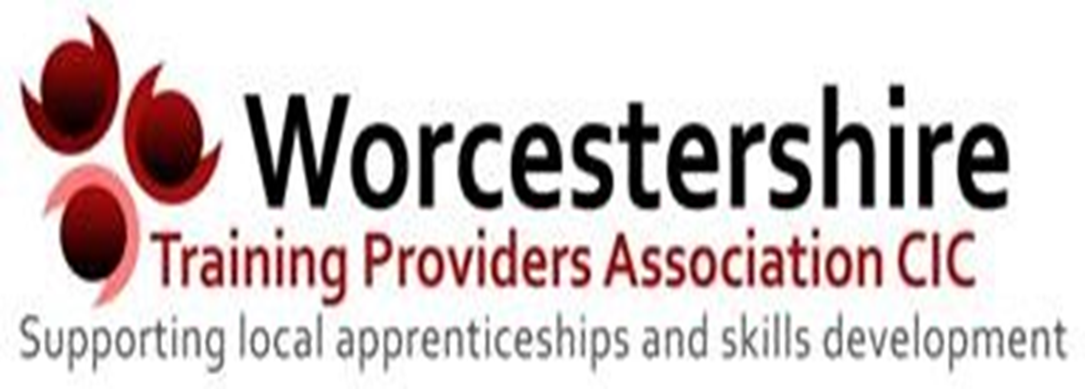 Worcestershire
Training Providers Association CIC
Supporting local apprenticeships and skills development